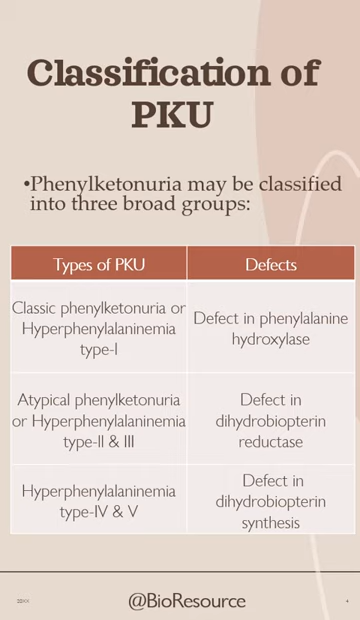 Classification of
PKU
•Phenylketonuria may be classified
into three broad groups:
Types of PKU
Defects
Classic phenylketonuria or
Hyperphenylalaninemia
type-I
Defect in phenylalanine
hydroxylase
Atypical phenylketonuria
or Hyperphenylalaninemia
type-II & III
Defect in
dihydrobiopterin
reductase
Hyperphenylalaninemia
type-IV & V
Defect in
dihydrobiopterin
synthesis
20XX
@BioResource
4